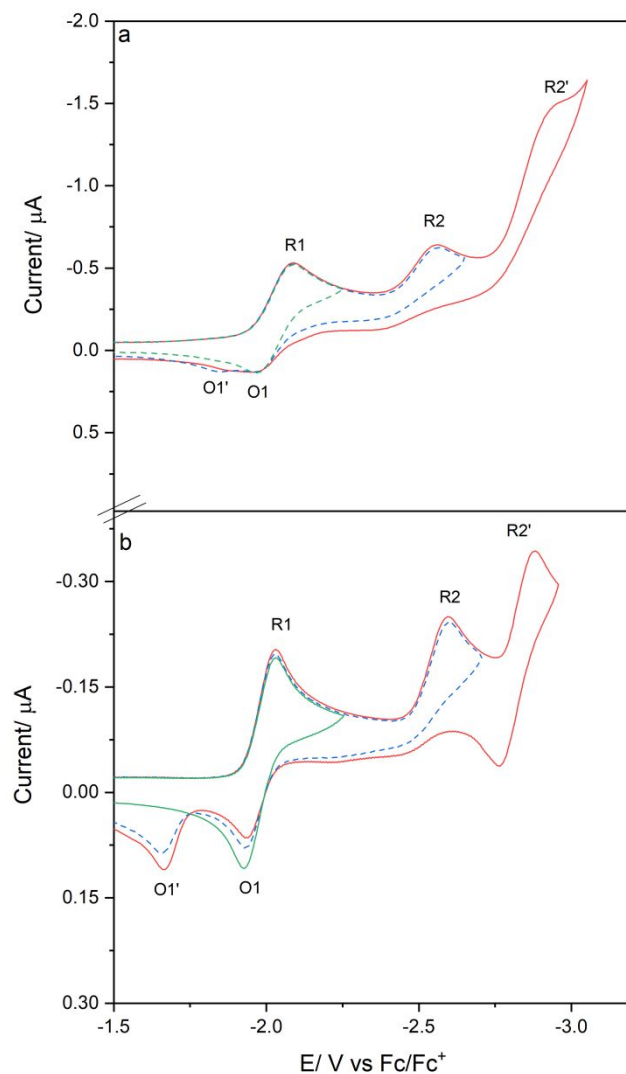 -2.0
a
R2'
-1.5
-1.0
R2
R1
-0.5
0.0
O1'
O1
0.5
Current/ μA
b
R2'
-0.30
R2
R1
-0.15
0.00
O1'
O1
0.15
0.30
Current/ μA
-1.5 -2.0 -2.5 -3.0
E/ V vs Fc/Fc⁺